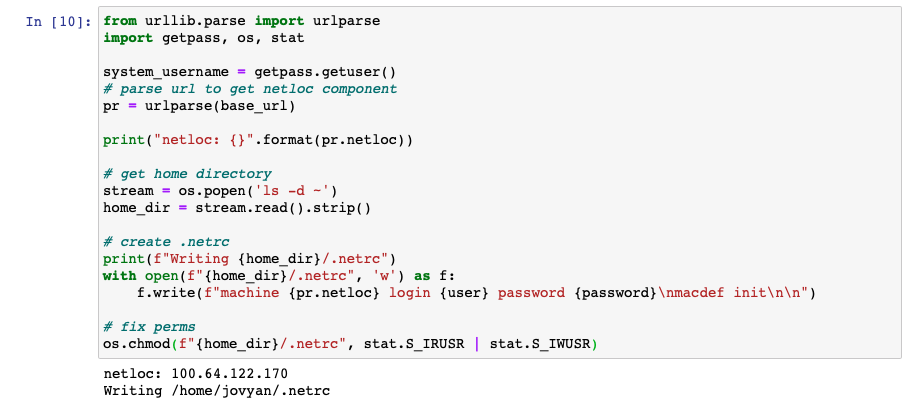 In [10]: from urllib.parse import urlparse
import getpass, os, stat
system_username = getpass.getuser()
# parse url to get netloc component
pr = urlparse(base_url)
print("netloc: {}".format(pr.netloc))
# get home directory
stream = os.popen('ls -d ~')
home_dir = stream.read().strip()
# create .netrc
print(f"Writing {home_dir}/.netrc")
with open(f"{home_dir}/.netrc", 'w') as f:
    f.write(f"machine {pr.netloc} login {user} password {password}\nmacdef init\n\n")
# fix perms
os.chmod(f"{home_dir}/.netrc", stat.S_IRUSR | stat.S_IWUSR)
netloc: 100.64.122.170
Writing /home/jovyan/.netrc